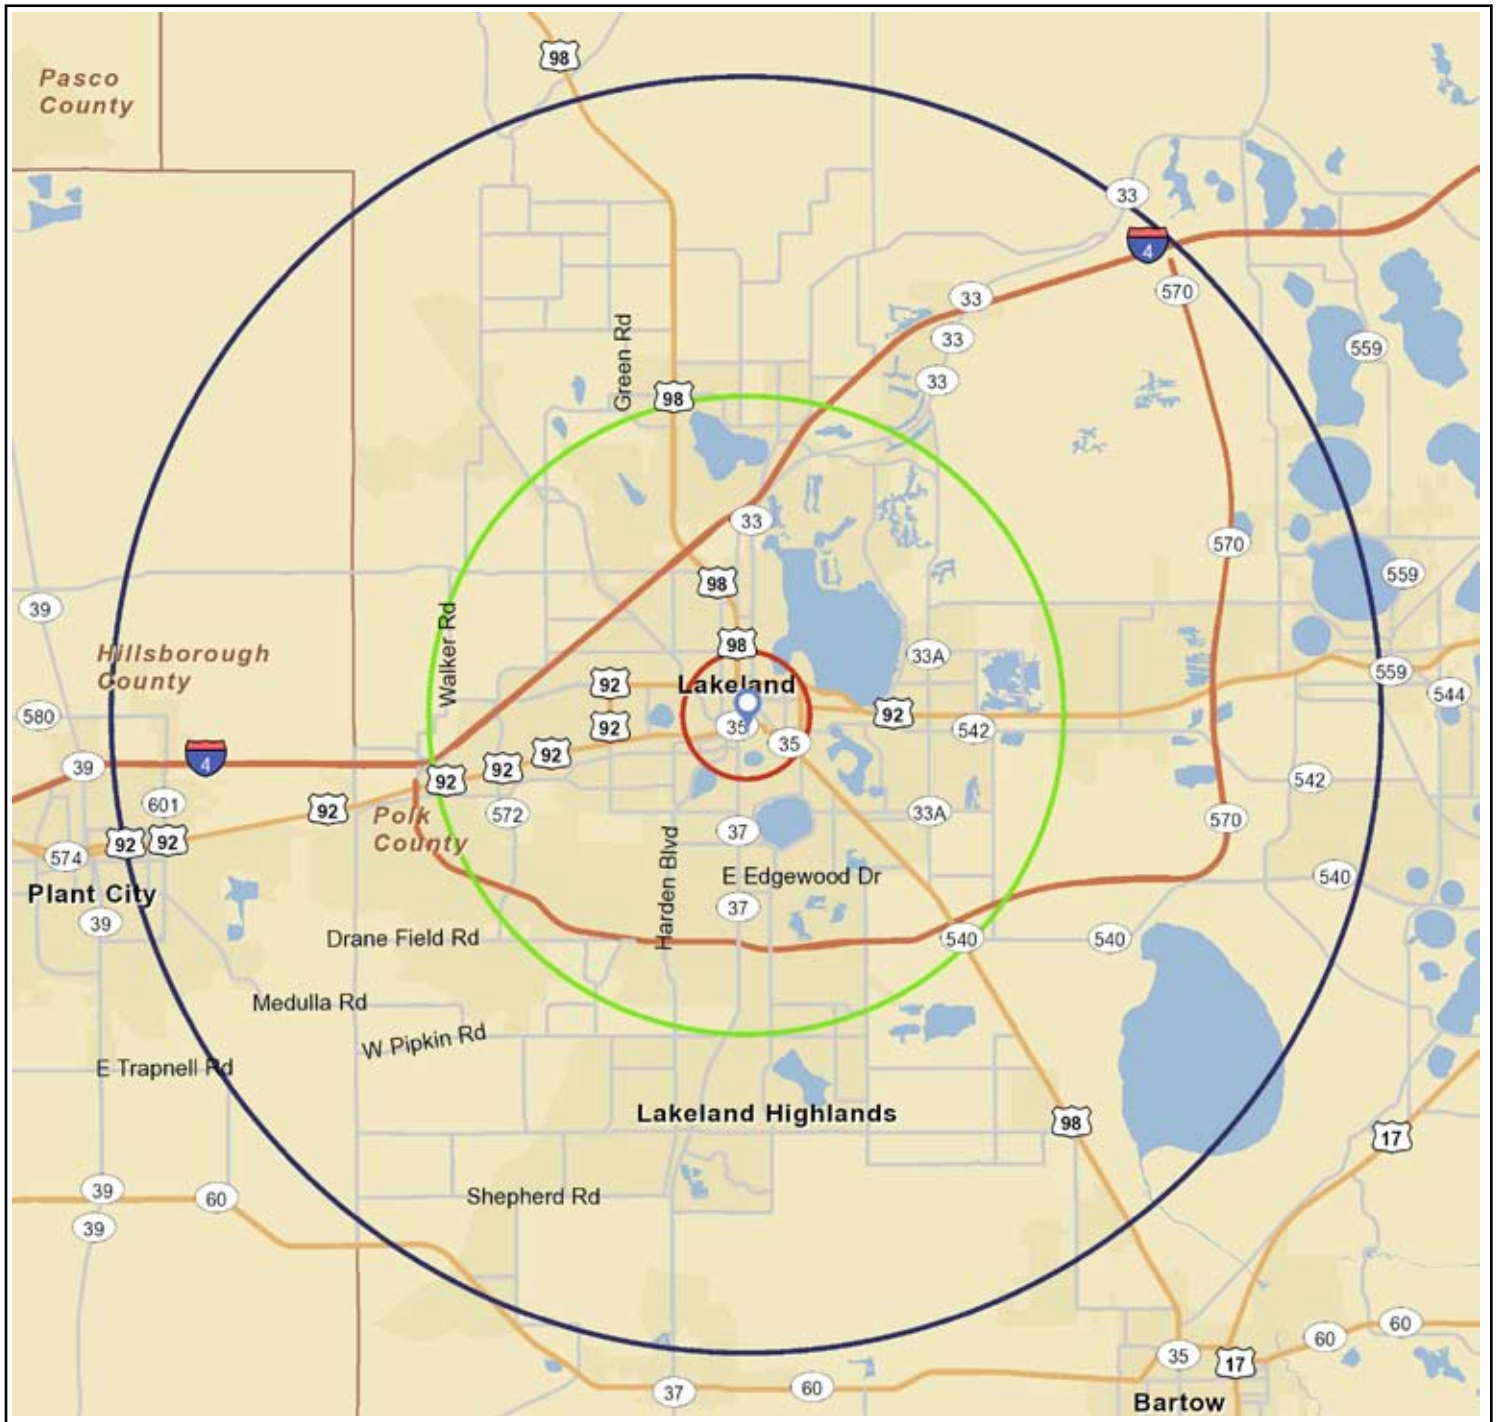 98
Pasco
County
33
4
570
33
33
559
Green Rd
33
98
33
570
98
559
39
Walker Rd
98
Hillsborough
County
33A
559
92
Lakeland
544
580
92
35
92
542
35
92
4
39
92
92
542
601
92
572
Polk
County
33A
570
37
92
92
574
Harden Blvd
E Edgewood Dr
540
Plant City
39
37
Drane Field Rd
540
540
Medulla Rd
W Pipkin Rd
E Trapnell Rd
Lakeland Highlands
98
17
39
60
Shepherd Rd
39
60
60
35
17
37
60
Bartow